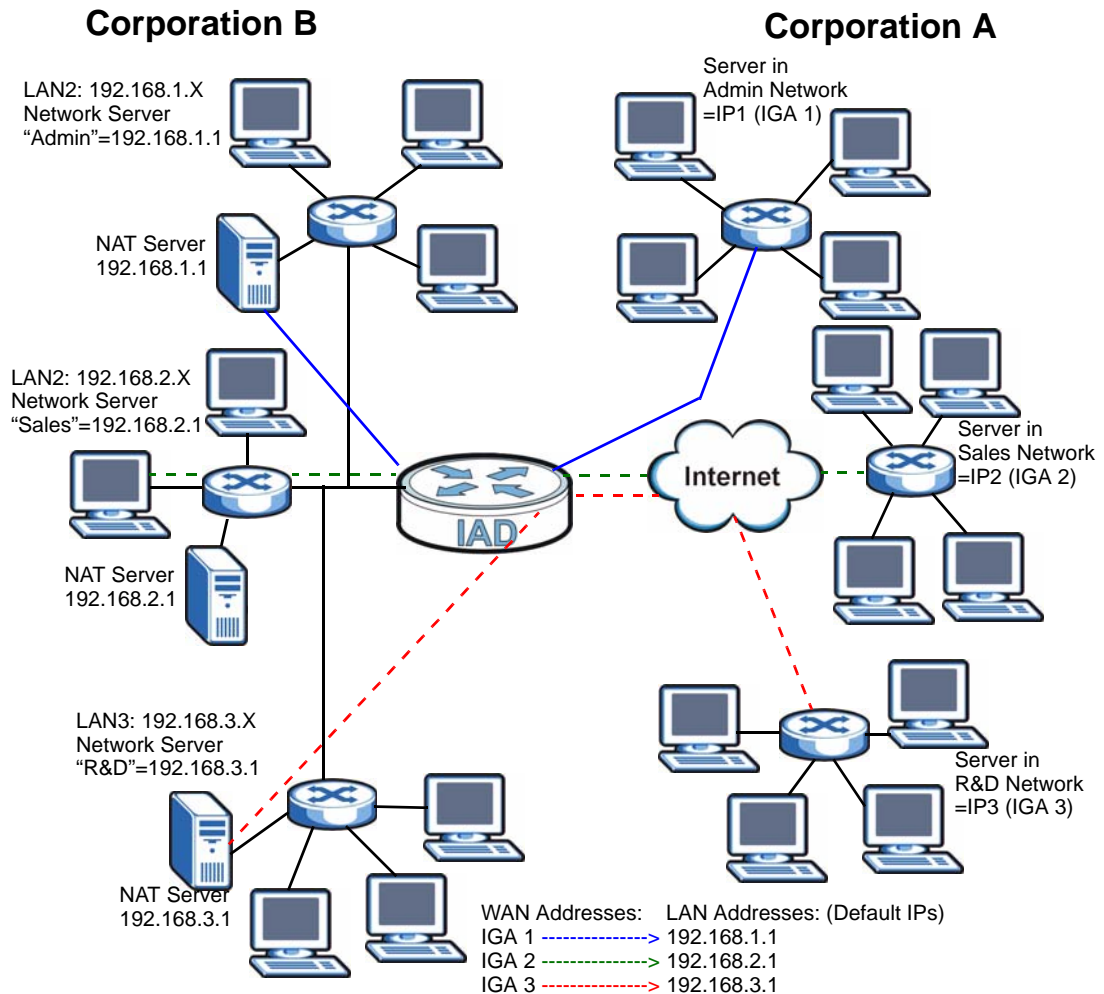 Corporation B
Corporation A
LAN2: 192.168.1.X
Network Server
“Admin”=192.168.1.1
Server in
Admin Network
=IP1 (IGA 1)
NAT Server
192.168.1.1
LAN2: 192.168.2.X
Network Server
“Sales”=192.168.2.1
Internet
Server in
Sales Network
=IP2 (IGA 2)
IAD
NAT Server
192.168.2.1
LAN3: 192.168.3.X
Network Server
“R&D”=192.168.3.1
Server in
R&D Network
=IP3 (IGA 3)
NAT Server
192.168.3.1
WAN Addresses: LAN Addresses: (Default IPs)
IGA 1 ----------------> 192.168.1.1
IGA 2 ----------------> 192.168.2.1
IGA 3 ----------------> 192.168.3.1